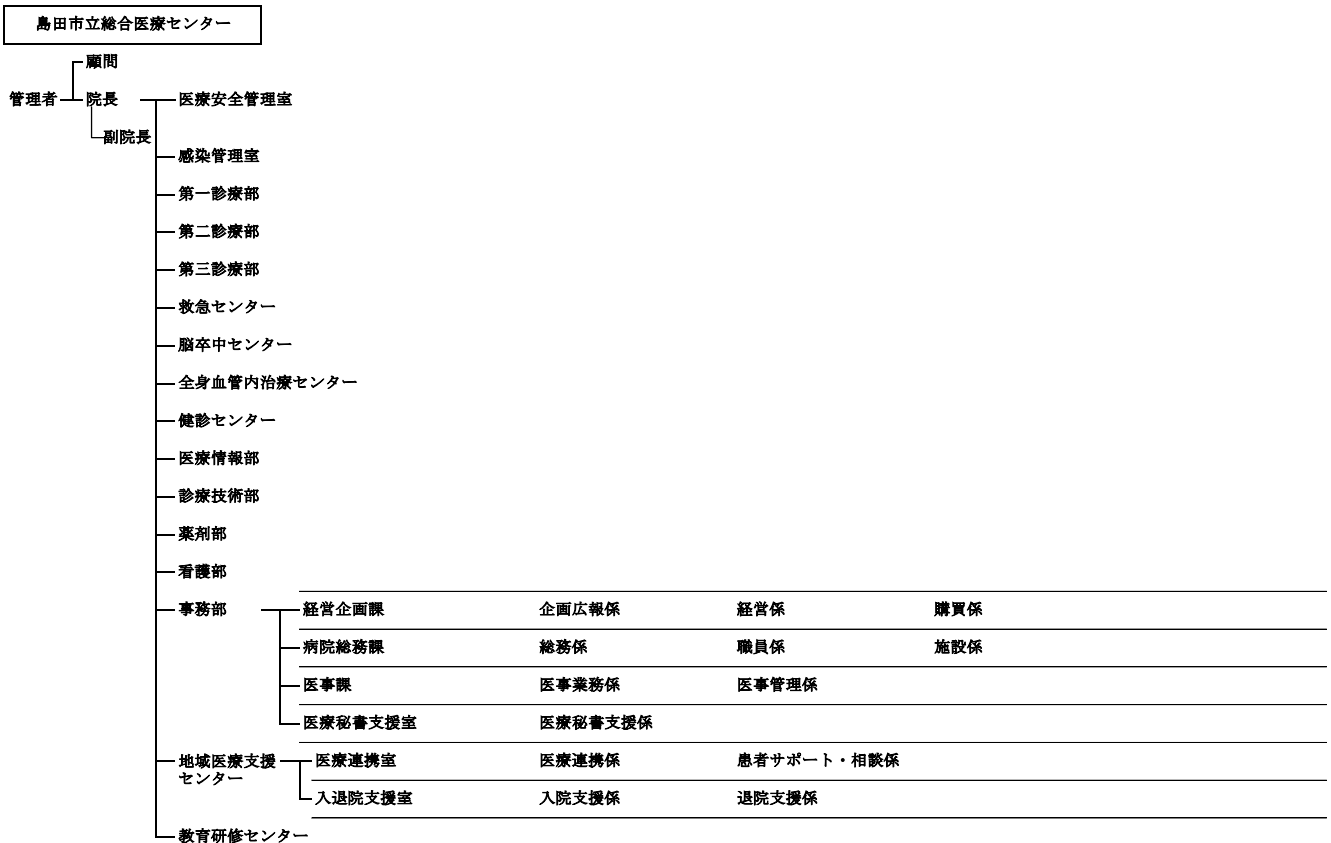 島田市立総合医療センター
顧問
管理者 院長 医療安全管理室
副院長
感染管理室
第一診療部
第二診療部
第三診療部
救急センター
脳卒中センター
全身血管内治療センター
健診センター
医療情報部
診療技術部
薬剤部
看護部
事務部 経営企画課 企画広報係 経営係 購買係
病院総務課 総務係 職員係 施設係
医事課 医事業務係 医事管理係
医療秘書支援室 医療秘書支援係
地域医療支援 医療連携室 医療連携係 患者サポート・相談係
センター
入退院支援室 入院支援係 退院支援係
教育研修センター